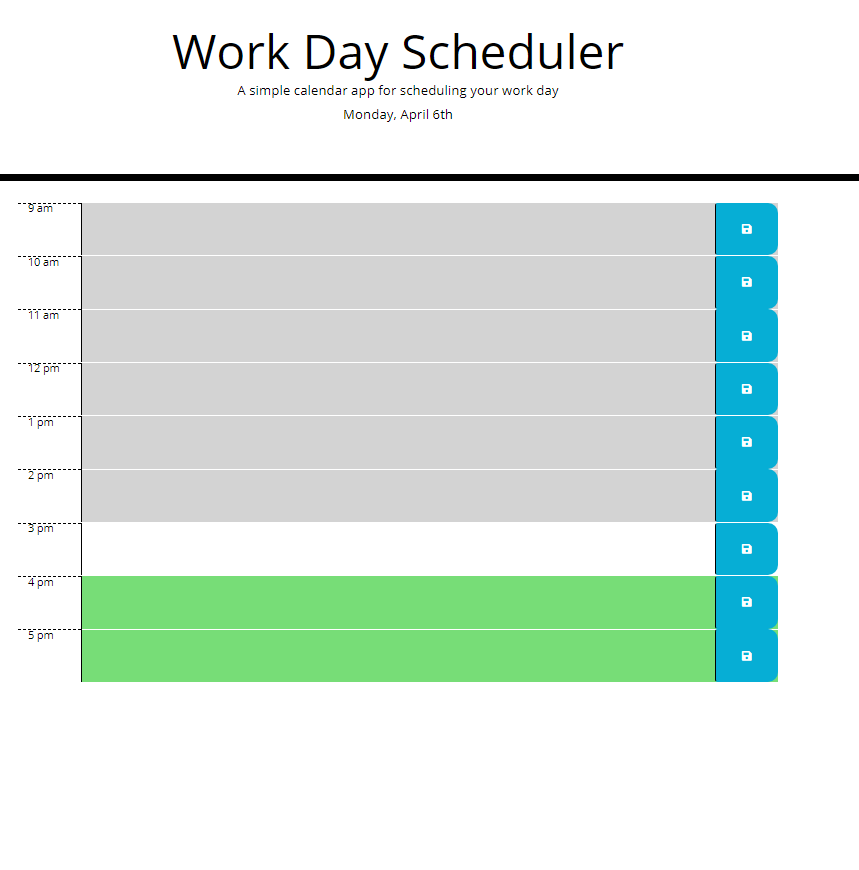 Work Day Scheduler
A simple calendar app for scheduling your work day
Monday, April 6th
9 am
10 am
11 am
12 pm
1 pm
2 pm
3 pm
4 pm
5 pm